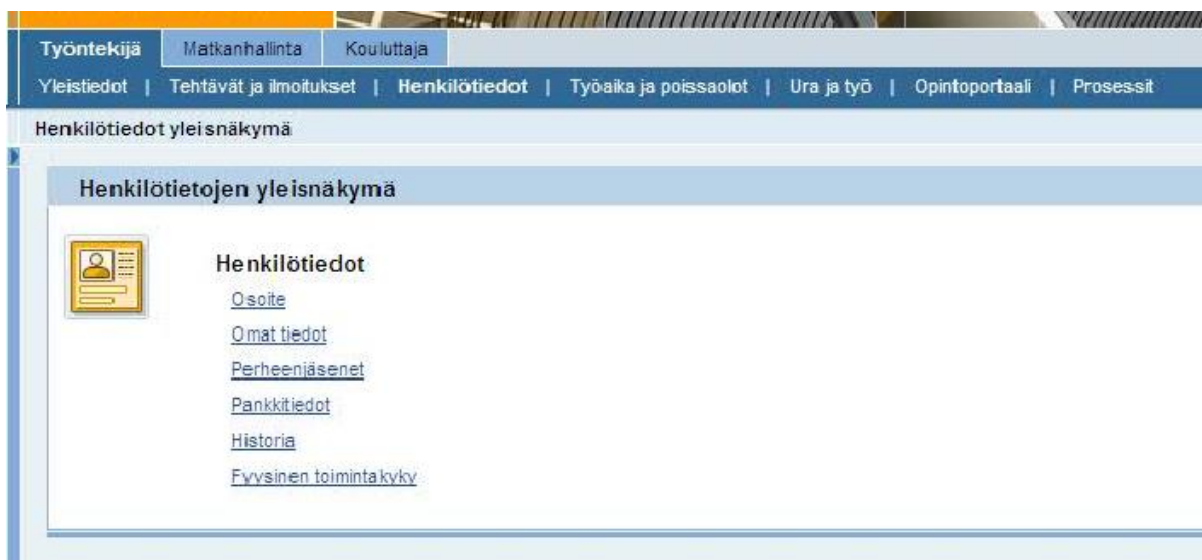 Työntekijä Matkanhallinta Kouluttaja
Yleistiedot | Tehtävät ja ilmoitukset | Henkilötiedot | Työaika ja poissaolot | Ura ja työ | Opintoportaali | Prosessit
Henkilötiedot yleisnäkymä
Henkilötietojen yleisnäkymä
Henkilötiedot
Osoite
Omat tiedot
Perheenjäsenet
Pankkitiedot
Historia
Fyysinen toimintakyky